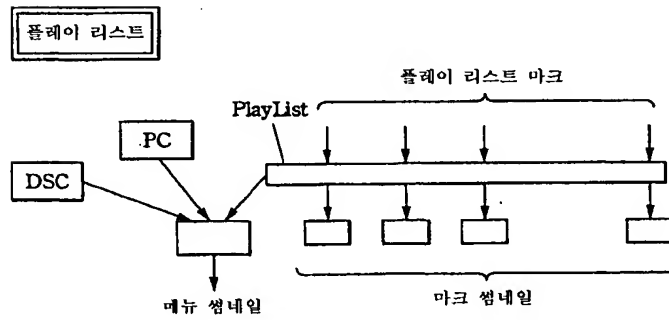 플레이 리스트
플레이 리스트 마크
PlayList
PC
DSC
메뉴 썸네일
마크 썸네일